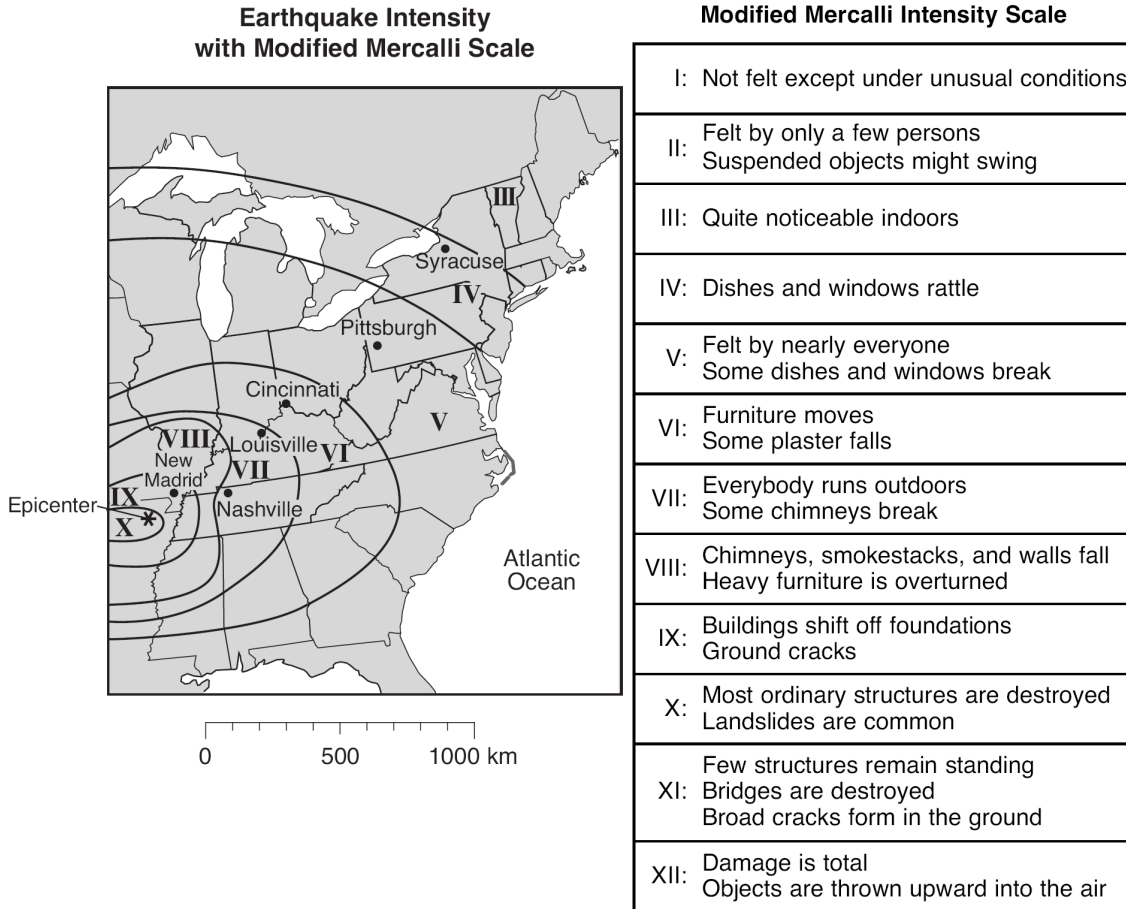 Earthquake Intensity
with Modified Mercalli Scale
III
Syracuse
IV
Pittsburgh
Cincinnati
V
VIII
Louisville
VI
New
Madrid
VII
IX
Epicenter
Nashville
X
Atlantic
Ocean
0 500 1000 km
Modified Mercalli Intensity Scale
I: Not felt except under unusual conditions
II: Felt by only a few persons
Suspended objects might swing
III: Quite noticeable indoors
IV: Dishes and windows rattle
V: Felt by nearly everyone
Some dishes and windows break
VI: Furniture moves
Some plaster falls
VII: Everybody runs outdoors
Some chimneys break
VIII: Chimneys, smokestacks, and walls fall
Heavy furniture is overturned
IX: Buildings shift off foundations
Ground cracks
X: Most ordinary structures are destroyed
Landslides are common
XI: Few structures remain standing
Bridges are destroyed
Broad cracks form in the ground
XII: Damage is total
Objects are thrown upward into the air